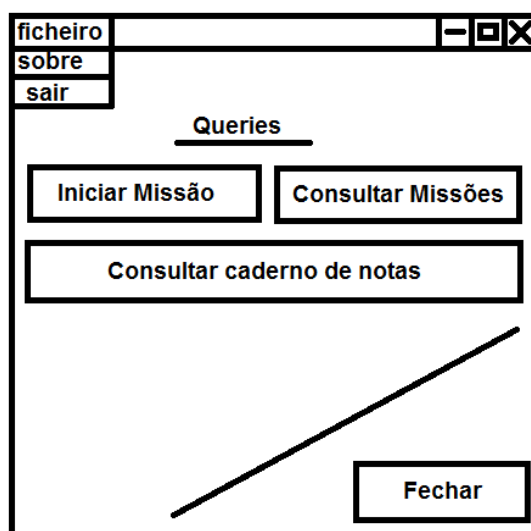 ficheiro
sobre
sair
Queries
Iniciar Missão
Consultar Missões
Consultar caderno de notas
Fechar